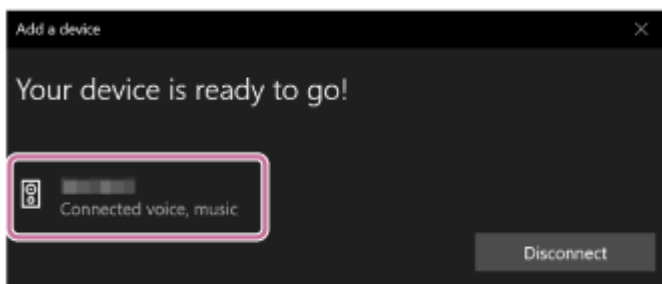 Add a device
Your device is ready to go!
Connected voice, music
Disconnect